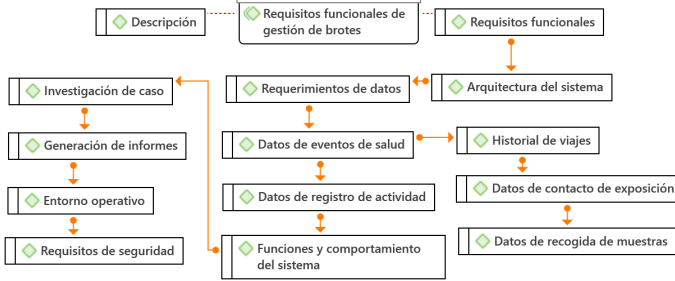 Descripción
Requisitos funcionales de
gestión de brotes
Requisitos funcionales
Investigación de caso
Requerimientos de datos
Arquitectura del sistema
Generación de informes
Datos de eventos de salud
Historial de viajes
Entorno operativo
Datos de registro de actividad
Datos de contacto de exposición
Requisitos de seguridad
Funciones y comportamiento
del sistema
Datos de recogida de muestras